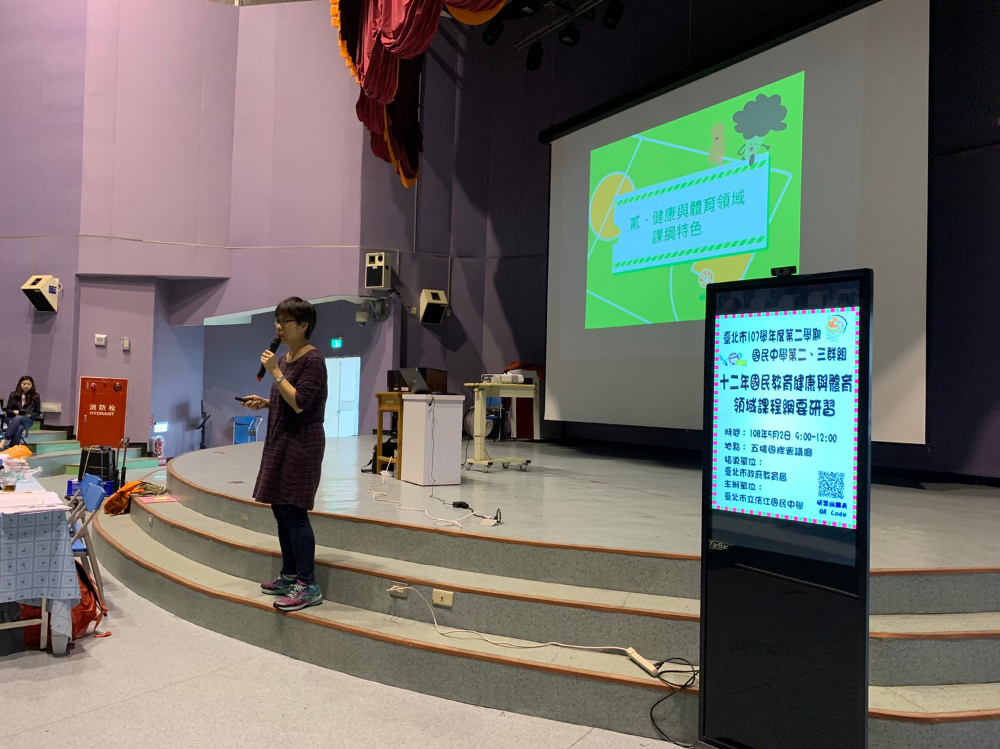 貳、健康與體育領域
課綱特色
臺北市107學年度第二學期
國民中學第二、三群組
十二年國民教育健康與體育
領域課程綱要研習
時間：108年5月2日 9:00-12:00
地點：五樓國際會議廳
指導單位：
臺北市政府教育局
主辦單位：
臺北市立濱江國民中學
QR Code
FarBar
消防栓
HYDRANT